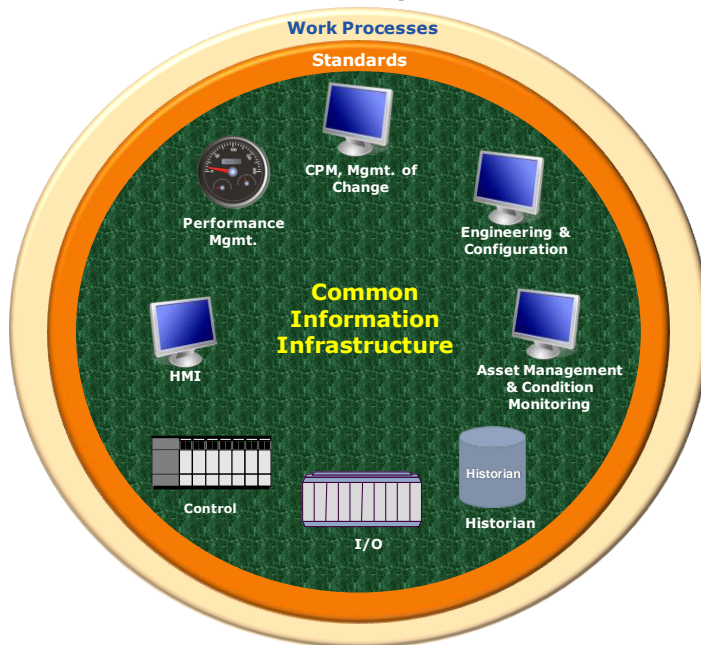 Work Processes
Standards
CPM, Mgmt. of
Change
Performance
Mgmt.
Engineering &
Configuration
Common
Information
Infrastructure
HMI
Asset Management
& Condition
Monitoring
Historian
Control
Historian
I/O